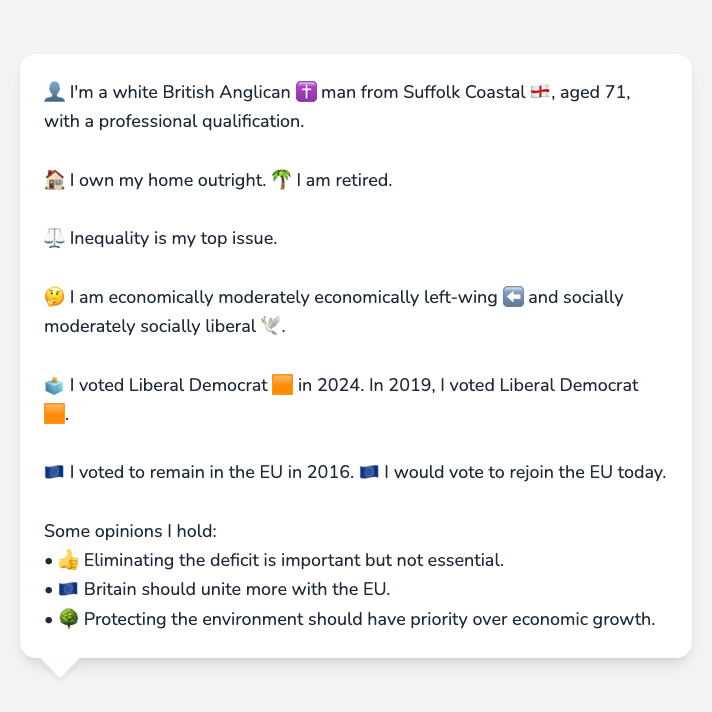 👤 I'm a white British Anglican ✝️ man from Suffolk Coastal 🏴󠁧󠁢󠁥󠁮󠁧󠁿, aged 71,
with a professional qualification.
🏠 I own my home outright. 🌴 I am retired.
⚖️ Inequality is my top issue.
🤔 I am economically moderately economically left-wing ⬅️ and socially
moderately socially liberal 🕊️.
🗳️ I voted Liberal Democrat 🟧 in 2024. In 2019, I voted Liberal Democrat
🟧.
🇪🇺 I voted to remain in the EU in 2016. 🇪🇺 I would vote to rejoin the EU today.
Some opinions I hold:
• 👍 Eliminating the deficit is important but not essential.
• 🇪🇺 Britain should unite more with the EU.
• 🌳 Protecting the environment should have priority over economic growth.